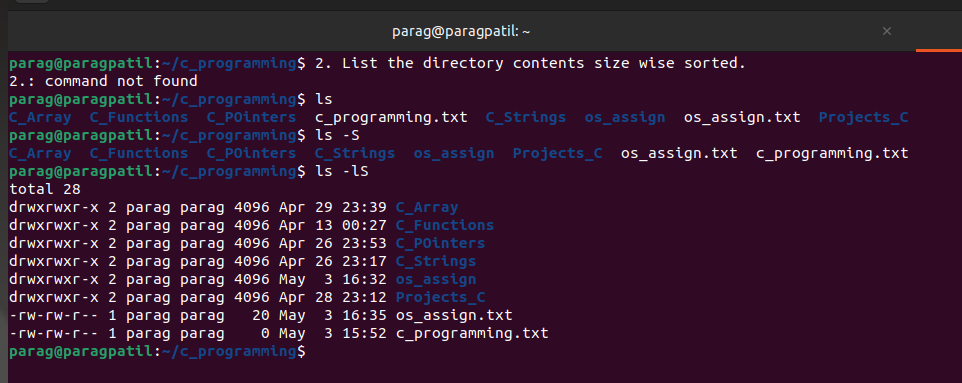 parag@paragpatil: ~ ×
parag@paragpatil:~/c_programming$ 2. List the directory contents size wise sorted.
2.: command not found
parag@paragpatil:~/c_programming$ ls
C_Array  C_Functions  C_POinters  c_programming.txt  C_Strings  os_assign  os_assign.txt  Projects_C
parag@paragpatil:~/c_programming$ ls -S
C_Array  C_Functions  C_POinters  C_Strings  os_assign  Projects_C  os_assign.txt  c_programming.txt
parag@paragpatil:~/c_programming$ ls -lS
total 28
drwxrwxr-x 2 parag parag 4096 Apr 29 23:39 C_Array
drwxrwxr-x 2 parag parag 4096 Apr 13 00:27 C_Functions
drwxrwxr-x 2 parag parag 4096 Apr 26 23:53 C_POinters
drwxrwxr-x 2 parag parag 4096 Apr 26 23:17 C_Strings
drwxrwxr-x 2 parag parag 4096 May  3 16:32 os_assign
drwxrwxr-x 2 parag parag 4096 Apr 28 23:12 Projects_C
-rw-rw-r-- 1 parag parag   20 May  3 16:35 os_assign.txt
-rw-rw-r-- 1 parag parag    0 May  3 15:52 c_programming.txt
parag@paragpatil:~/c_programming$